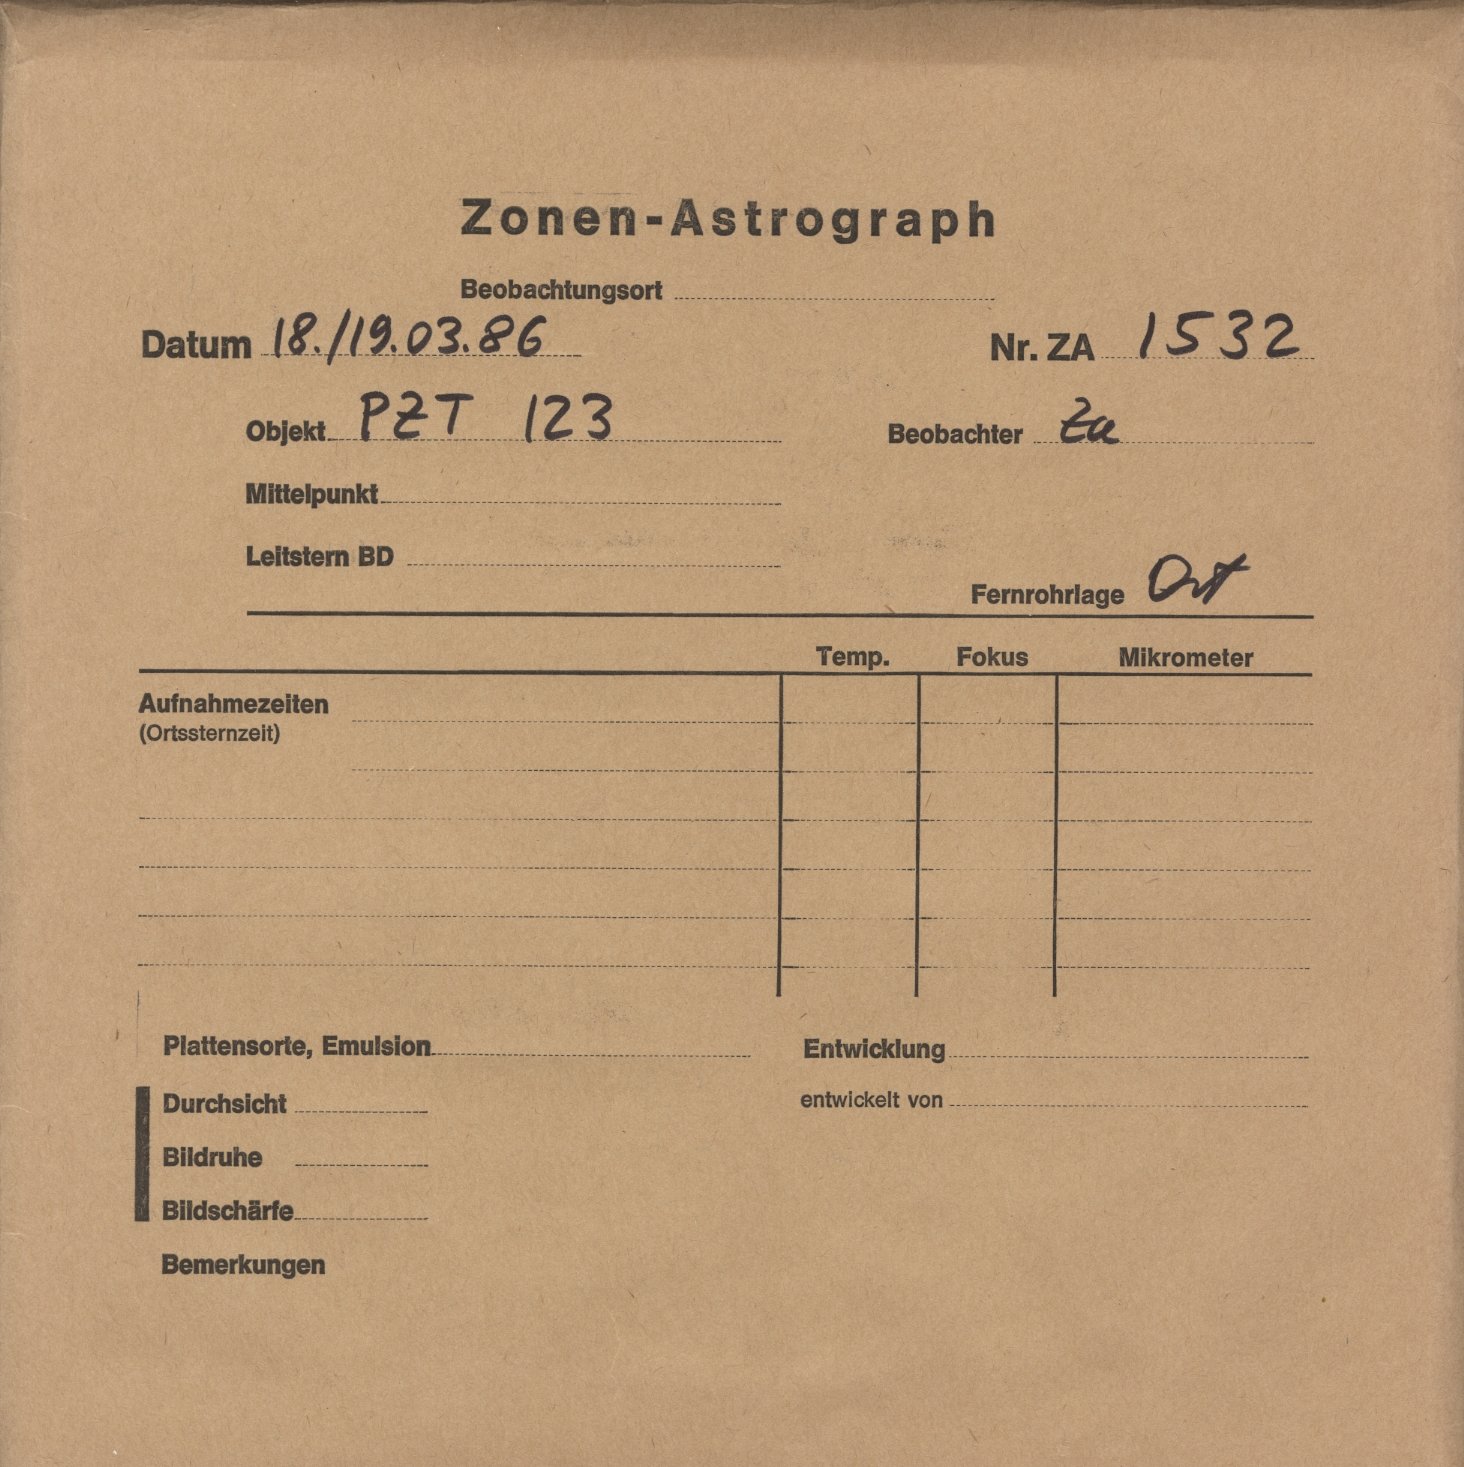 Zonen-Astrograph
Beobachtungsort
Datum 18./19.03.86 Nr. ZA 1532
Objekt PZT 123 Beobachter Za
Mittelpunkt
Leitstern BD
Fernrohrlage Ost
Temp. Fokus Mikrometer
Aufnahmezeiten
(Ortssternzeit)
Plattensorte, Emulsion Entwicklung
Durchsicht entwickelt von
Bildruhe
Bildschärfe
Bemerkungen